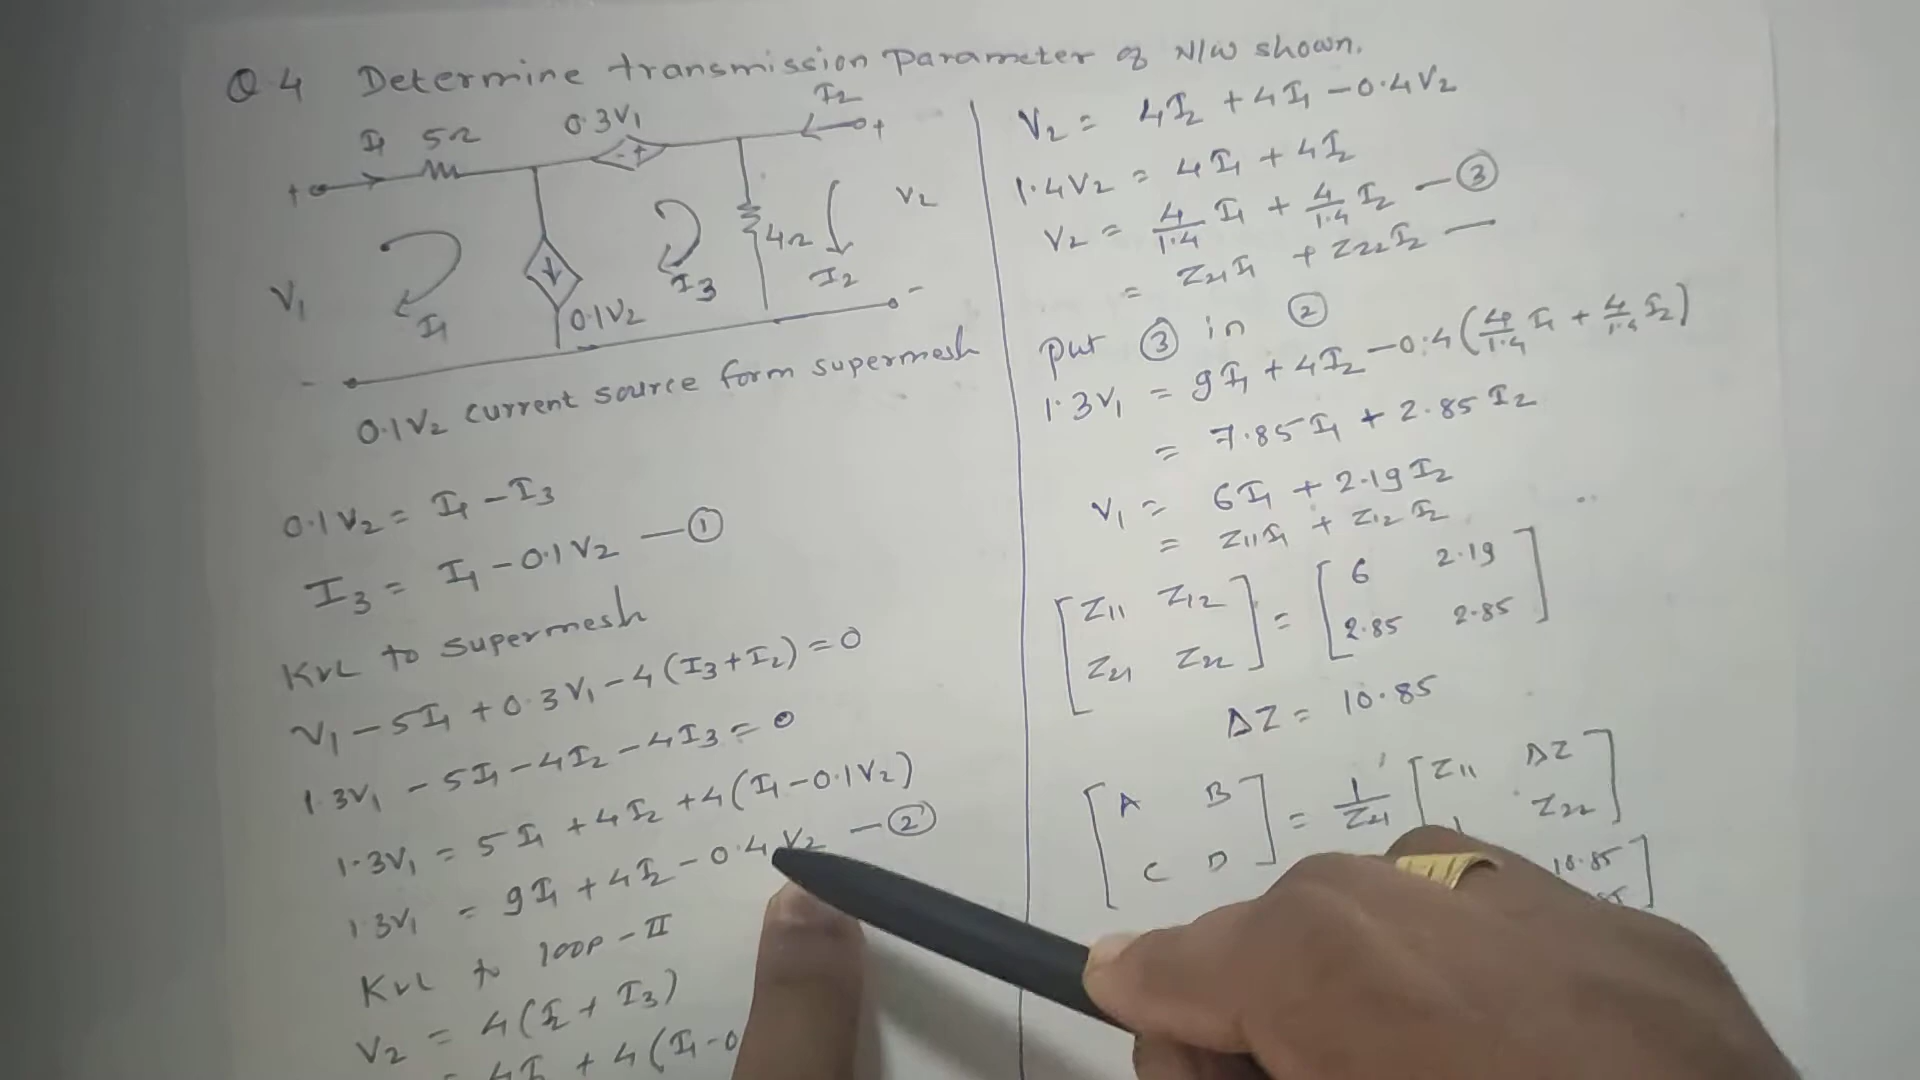 Q.4 Determine transmission Parameter of N/W shown.
I1 5Ω 0.3V1 I2
+ - + +
V1 I1 0.1V2 I3 4Ω I2 V2
- -
0.1V2 current source form supermesh
0.1V2 = I1 - I3
I3 = I1 - 0.1V2 — ①
KVL to supermesh
V1 - 5I1 + 0.3V1 - 4(I3 + I2) = 0
1.3V1 - 5I1 - 4I2 - 4I3 = 0
1.3V1 = 5I1 + 4I2 + 4(I1 - 0.1V2)
1.3V1 = 9I1 + 4I2 - 0.4V2 — ②
KVL to loop - II
V2 = 4(I2 + I3)
= 4I2 + 4(I1 - 0
V2 = 4I2 + 4I1 - 0.4V2
1.4V2 = 4I1 + 4I2
V2 = 4/1.4 I1 + 4/1.4 I2 — ③
= Z21I1 + Z22I2 —
put ③ in ②
1.3V1 = 9I1 + 4I2 - 0.4(4/1.4 I1 + 4/1.4 I2)
= 7.85I1 + 2.85I2
V1 = 6I1 + 2.19I2
= Z11I1 + Z12I2
[Z11 Z12] = [6 2.19]
[Z21 Z22] [2.85 2.85]
ΔZ = 10.85
[A B] = 1/Z21 [Z11 ΔZ]
[C D] [1 Z22]
10.85]